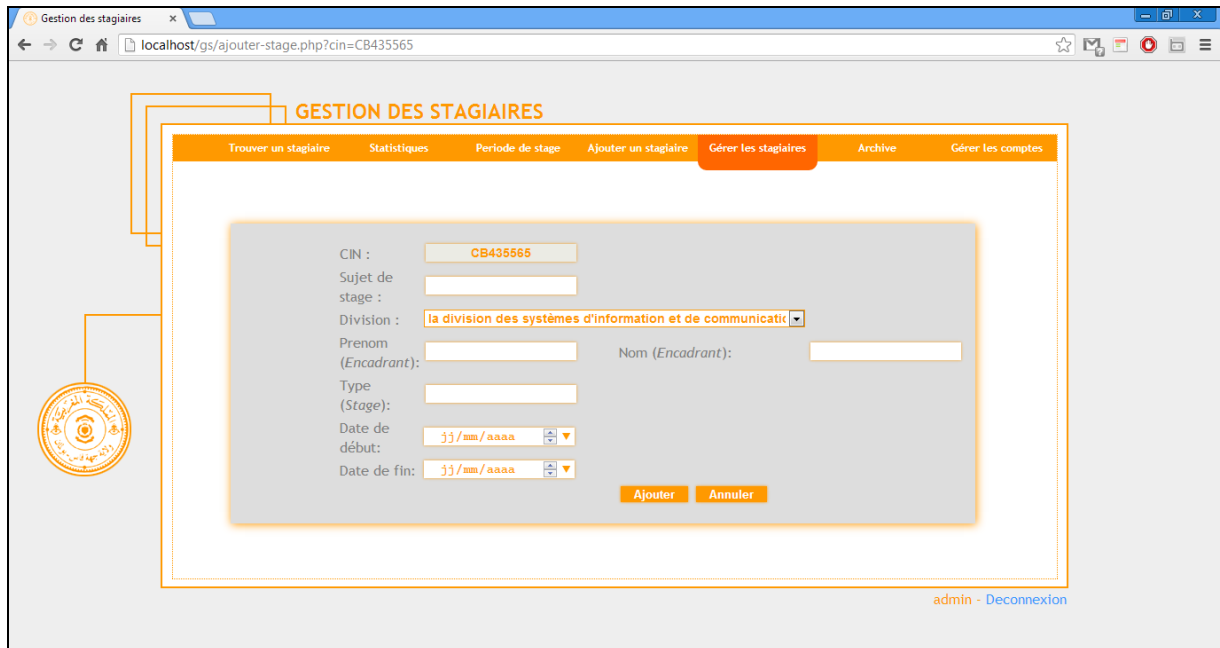 Gestion des stagiaires
localhost/gs/ajouter-stage.php?cin=CB435565
GESTION DES STAGIAIRES
Trouver un stagiaire Statistiques Periode de stage Ajouter un stagiaire Gérer les stagiaires Archive Gérer les comptes
CIN : CB435565
Sujet de
stage :
Division : la division des systèmes d'information et de communicatio
Prenom
(Encadrant): Nom (Encadrant):
Type
(Stage):
Date de
début: jj/mm/aaaa
Date de fin: jj/mm/aaaa
Ajouter Annuler
المملكة المغربية
admin - Deconnexion